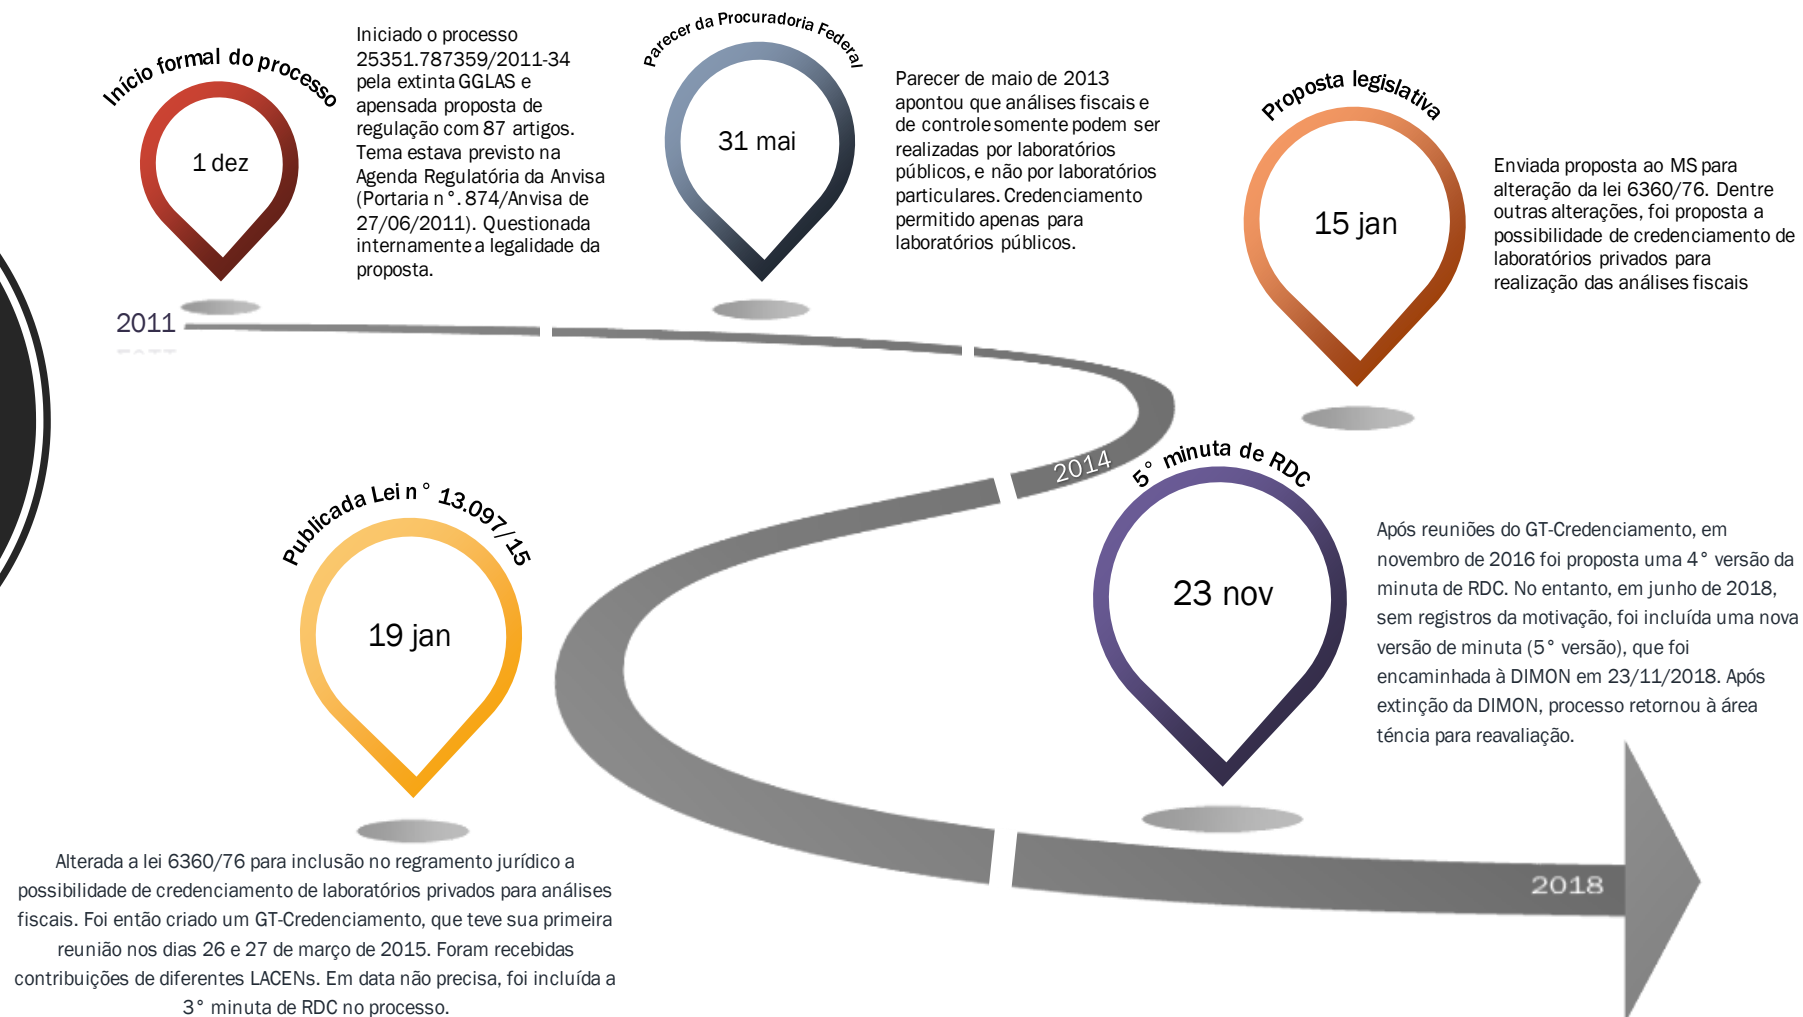 Início formal do processo
1 dez
Iniciado o processo
25351.787359/2011-34
pela extinta GGLAS e
apensada proposta de
regulação com 87 artigos.
Tema estava previsto na
Agenda Regulatória da Anvisa
(Portaria n°. 874/Anvisa de
27/06/2011). Questionada
internamente a legalidade da
proposta.
Parecer da Procuradoria Federal
31 mai
Parecer de maio de 2013
apontou que análises fiscais e
de controle somente podem ser
realizadas por laboratórios
públicos, e não por laboratórios
particulares. Credenciamento
permitido apenas para
laboratórios públicos.
Proposta legislativa
15 jan
Enviada proposta ao MS para
alteração da lei 6360/76. Dentre
outras alterações, foi proposta a
possibilidade de credenciamento de
laboratórios privados para
realização das análises fiscais
2011
2014
Publicada Lei n° 13.097/15
19 jan
Alterada a lei 6360/76 para inclusão no regramento jurídico a
possibilidade de credenciamento de laboratórios privados para análises
fiscais. Foi então criado um GT-Credenciamento, que teve sua primeira
reunião nos dias 26 e 27 de março de 2015. Foram recebidas
contribuições de diferentes LACENs. Em data não precisa, foi incluída a
3° minuta de RDC no processo.
5° minuta de RDC
23 nov
Após reuniões do GT-Credenciamento, em
novembro de 2016 foi proposta uma 4° versão da
minuta de RDC. No entanto, em junho de 2018,
sem registros da motivação, foi incluída uma nova
versão de minuta (5° versão), que foi
encaminhada à DIMON em 23/11/2018. Após
extinção da DIMON, processo retornou à área
téncia para reavaliação.
2018